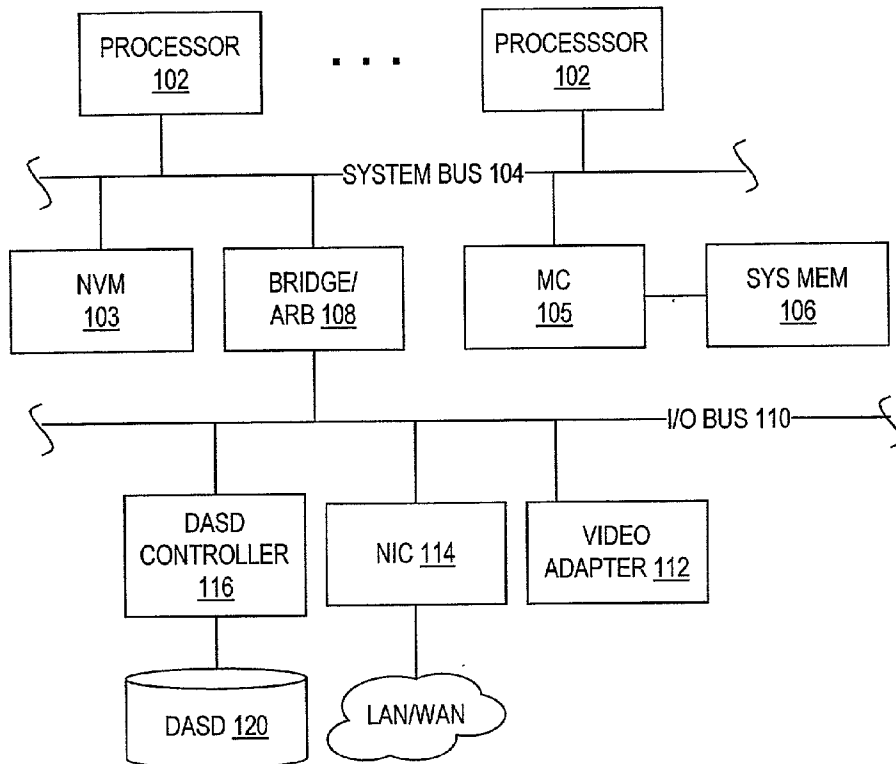 PROCESSOR
102
. . .
PROCESSSOR
102
SYSTEM BUS 104
NVM
103
BRIDGE/
ARB 108
MC
105
SYS MEM
106
I/O BUS 110
DASD
CONTROLLER
116
NIC 114
VIDEO
ADAPTER 112
DASD 120
LAN/WAN